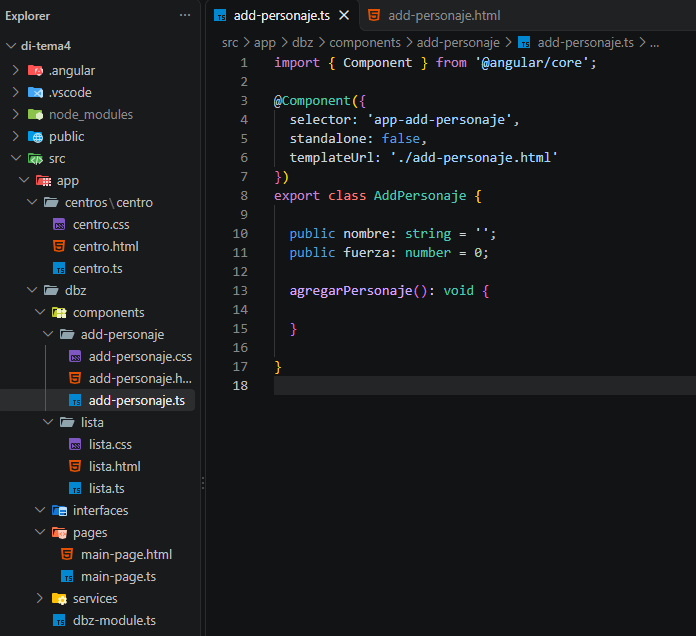 Explorer
...
di-tema4
.angular
.vscode
node_modules
public
src
app
centros\centro
centro.css
centro.html
centro.ts
dbz
components
add-personaje
add-personaje.css
add-personaje.h...
add-personaje.ts
lista
lista.css
lista.html
lista.ts
interfaces
pages
main-page.html
main-page.ts
services
dbz-module.ts
add-personaje.ts × add-personaje.html
src > app > dbz > components > add-personaje > add-personaje.ts > ...
1 import { Component } from '@angular/core';
2
3 @Component({
4   selector: 'app-add-personaje',
5   standalone: false,
6   templateUrl: './add-personaje.html'
7 })
8 export class AddPersonaje {
9
10   public nombre: string = '';
11   public fuerza: number = 0;
12
13   agregarPersonaje(): void {
14
15   }
16
17 }
18